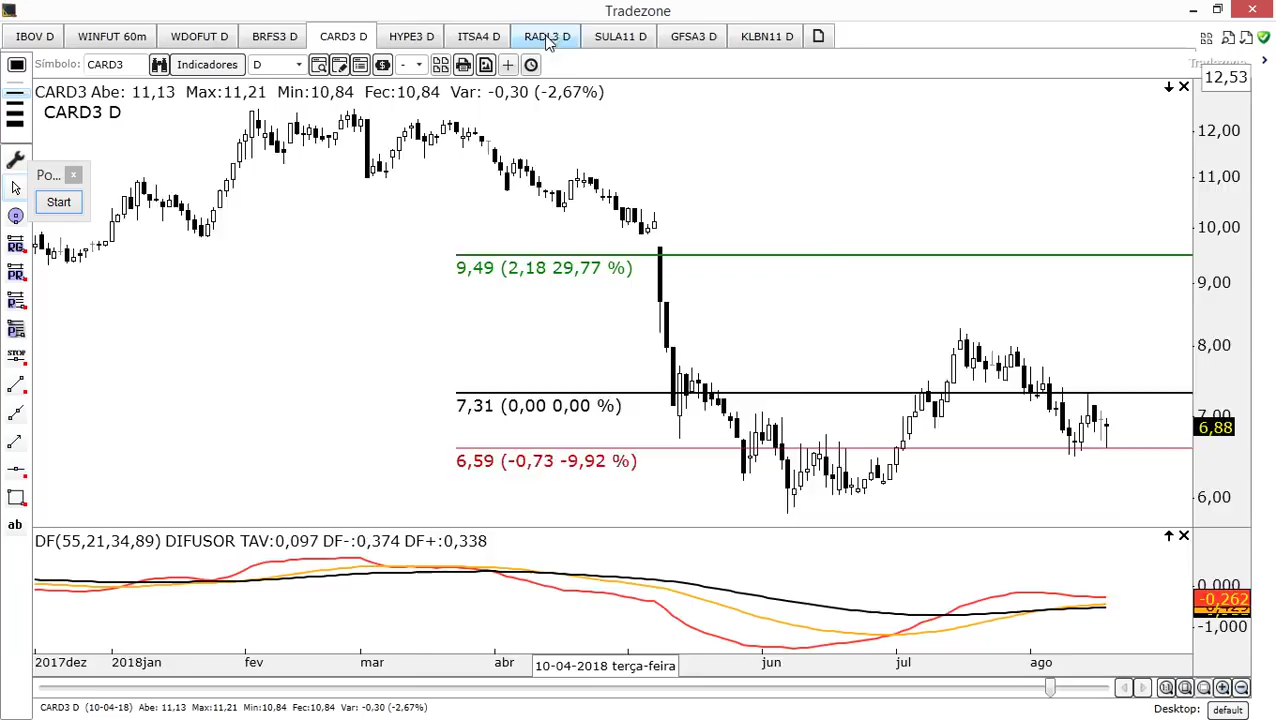 Tradezone
IBOV D WINFUT 60m WDOFUT D BRFS3 D CARD3 D HYPE3 D ITSA4 D RADL3 D SULA11 D GFSA3 D KLBN11 D
Símbolo: CARD3 Indicadores D -
Tradezone
12,53
CARD3 Abe: 11,13 Max:11,21 Min:10,84 Fec:10,84 Var: -0,30 (-2,67%)
CARD3 D
12,00
Po... x
11,00
Start
10,00
RG
9,49 (2,18 29,77 %)
PR
9,00
8,00
STOP
7,31 (0,00 0,00 %)
7,00
6,88
6,59 (-0,73 -9,92 %)
6,00
ab
DF(55,21,34,89) DIFUSOR TAV:0,097 DF-:0,374 DF+:0,338
0,000
-0,262
-1,000
2017dez 2018jan fev mar abr 10-04-2018 terça-feira jun jul ago
CARD3 D (10-04-18) Abe: 11,13 Max:11,21 Min:10,84 Fec:10,84 Var: -0,30 (-2,67%)
Desktop: default